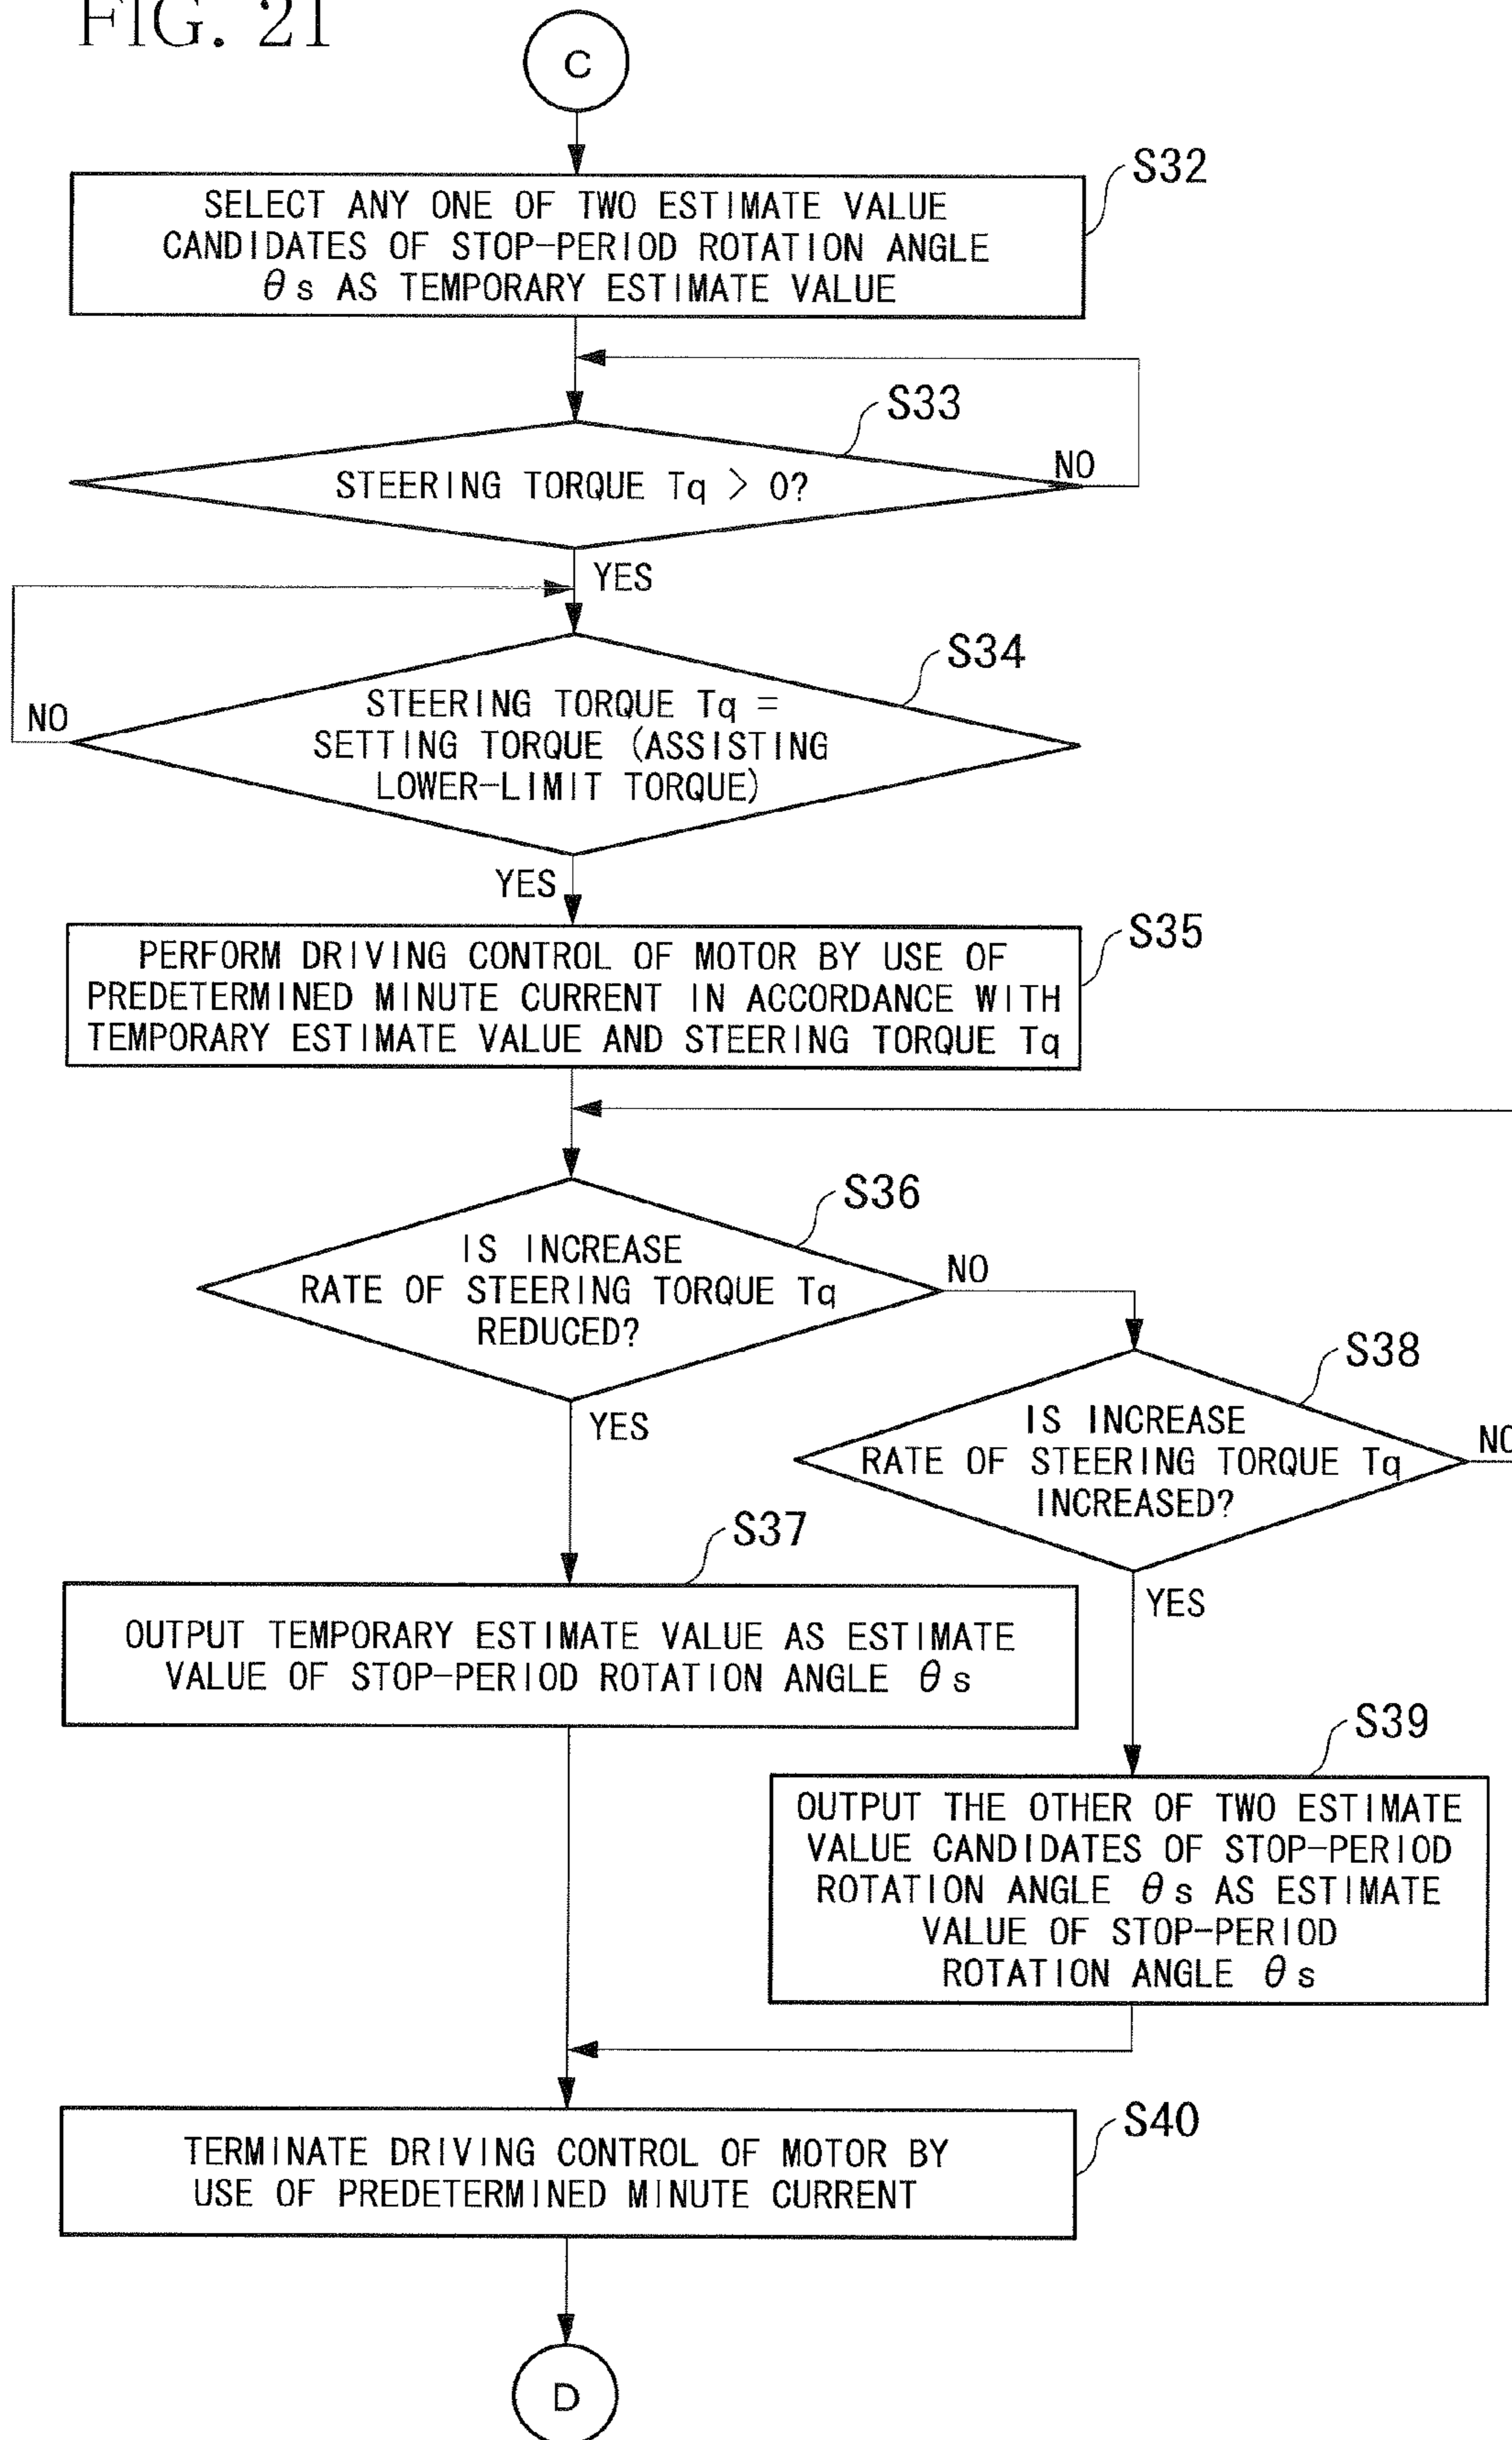 FIG. 21
C
S32
SELECT ANY ONE OF TWO ESTIMATE VALUE
CANDIDATES OF STOP-PERIOD ROTATION ANGLE
θs AS TEMPORARY ESTIMATE VALUE
S33
STEERING TORQUE Tq > 0?
NO
YES
S34
STEERING TORQUE Tq =
SETTING TORQUE (ASSISTING
LOWER-LIMIT TORQUE)
NO
YES
S35
PERFORM DRIVING CONTROL OF MOTOR BY USE OF
PREDETERMINED MINUTE CURRENT IN ACCORDANCE WITH
TEMPORARY ESTIMATE VALUE AND STEERING TORQUE Tq
S36
IS INCREASE
RATE OF STEERING TORQUE Tq
REDUCED?
NO
YES
S38
IS INCREASE
RATE OF STEERING TORQUE Tq
INCREASED?
NO
YES
S37
OUTPUT TEMPORARY ESTIMATE VALUE AS ESTIMATE
VALUE OF STOP-PERIOD ROTATION ANGLE θs
S39
OUTPUT THE OTHER OF TWO ESTIMATE
VALUE CANDIDATES OF STOP-PERIOD
ROTATION ANGLE θs AS ESTIMATE
VALUE OF STOP-PERIOD
ROTATION ANGLE θs
S40
TERMINATE DRIVING CONTROL OF MOTOR BY
USE OF PREDETERMINED MINUTE CURRENT
D